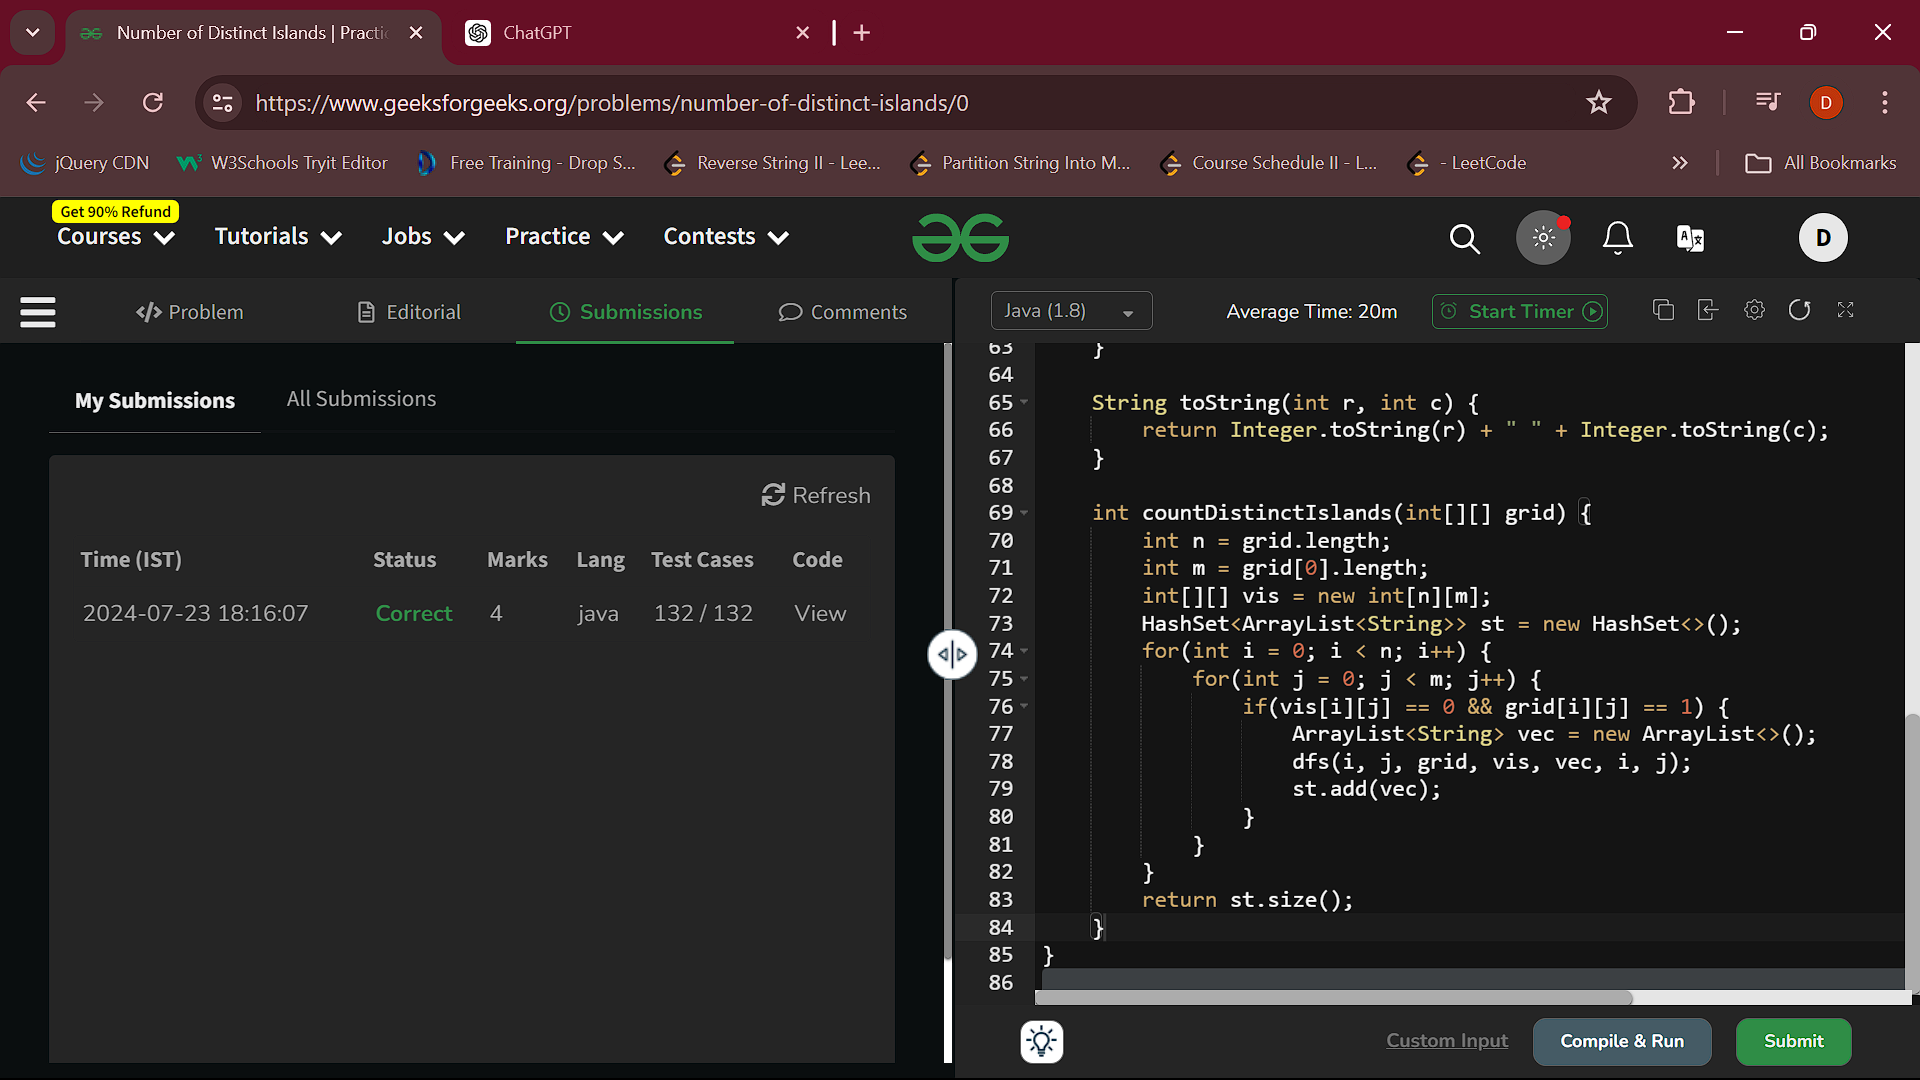 Number of Distinct Islands | Practi
ChatGPT
https://www.geeksforgeeks.org/problems/number-of-distinct-islands/0
D
jQuery CDN
W3Schools Tryit Editor
Free Training - Drop S...
Reverse String II - Lee...
Partition String Into M...
Course Schedule II - L...
- LeetCode
All Bookmarks
Get 90% Refund
Courses
Tutorials
Jobs
Practice
Contests
D
Problem
Editorial
Submissions
Comments
Java (1.8)
Average Time: 20m
Start Timer
My Submissions
All Submissions
Refresh
Time (IST) Status Marks Lang Test Cases Code
2024-07-23 18:16:07 Correct 4 java 132 / 132 View
63 }
64
65 String toString(int r, int c) {
66 return Integer.toString(r) + " " + Integer.toString(c);
67 }
68
69 int countDistinctIslands(int[][] grid) {
70 int n = grid.length;
71 int m = grid[0].length;
72 int[][] vis = new int[n][m];
73 HashSet<ArrayList<String>> st = new HashSet<>();
74 for(int i = 0; i < n; i++) {
75 for(int j = 0; j < m; j++) {
76 if(vis[i][j] == 0 && grid[i][j] == 1) {
77 ArrayList<String> vec = new ArrayList<>();
78 dfs(i, j, grid, vis, vec, i, j);
79 st.add(vec);
80 }
81 }
82 }
83 return st.size();
84 }
85 }
86
Custom Input
Compile & Run
Submit